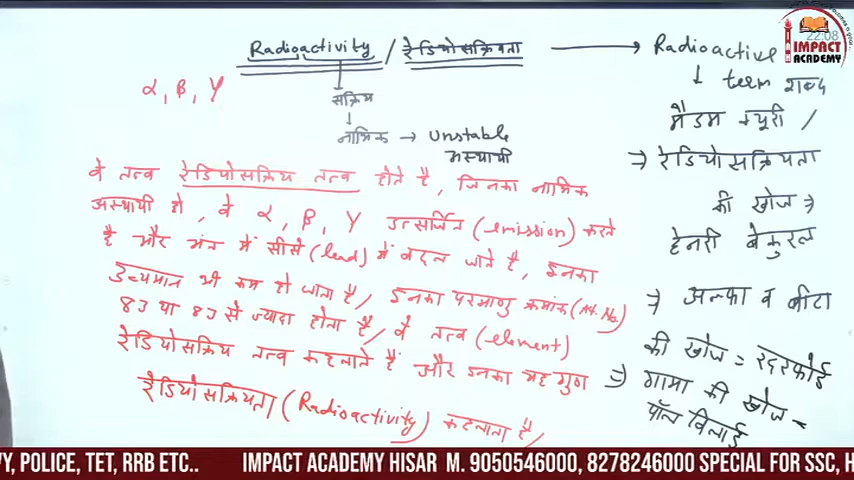 Radioactivity / रेडियोसक्रियता → Radioactive
↓ term शब्द
मैडम क्यूरी /
α, β, γ
सक्रिय
↓
नाभिक → Unstable
अस्थायी
वे तत्व रेडियोसक्रिय तत्व होते है, जिनका नाभिक
अस्थायी हो, वे α, β, γ उत्सर्जित (emission) करते
है और अंत में सीसे (lead) में बदल जाते है, इनका
द्रव्यमान भी कम हो जाता है / इनका परमाणु क्रमांक (At. No.)
83 या 83 से ज्यादा होता है / वे तत्व (element)
रेडियोसक्रिय तत्व कहलाते हैं और इनका यह गुण
रेडियोसक्रियता (Radioactivity) कहलाता है /
⇒ रेडियोसक्रियता
की खोज ⇒
हेनरी बेकुरल
⇒ अल्फा व बीटा
की खोज = रदरफोर्ड
⇒ गामा की खोज -
पॉल विलार्ड
22:08
IMPACT
ACADEMY
VY, POLICE, TET, RRB ETC.. IMPACT ACADEMY HISAR M. 9050546000, 8278246000 SPECIAL FOR SSC, H